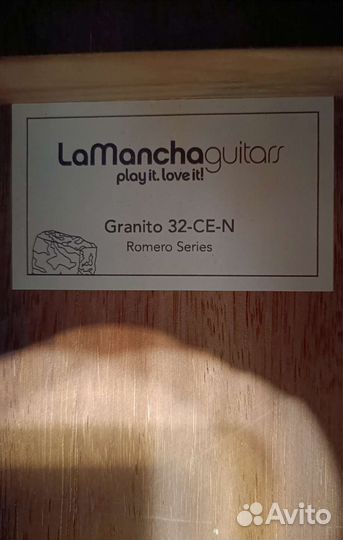 LaManchaguitars
play it. love it!
Granito 32-CE-N
Romero Series
Avito